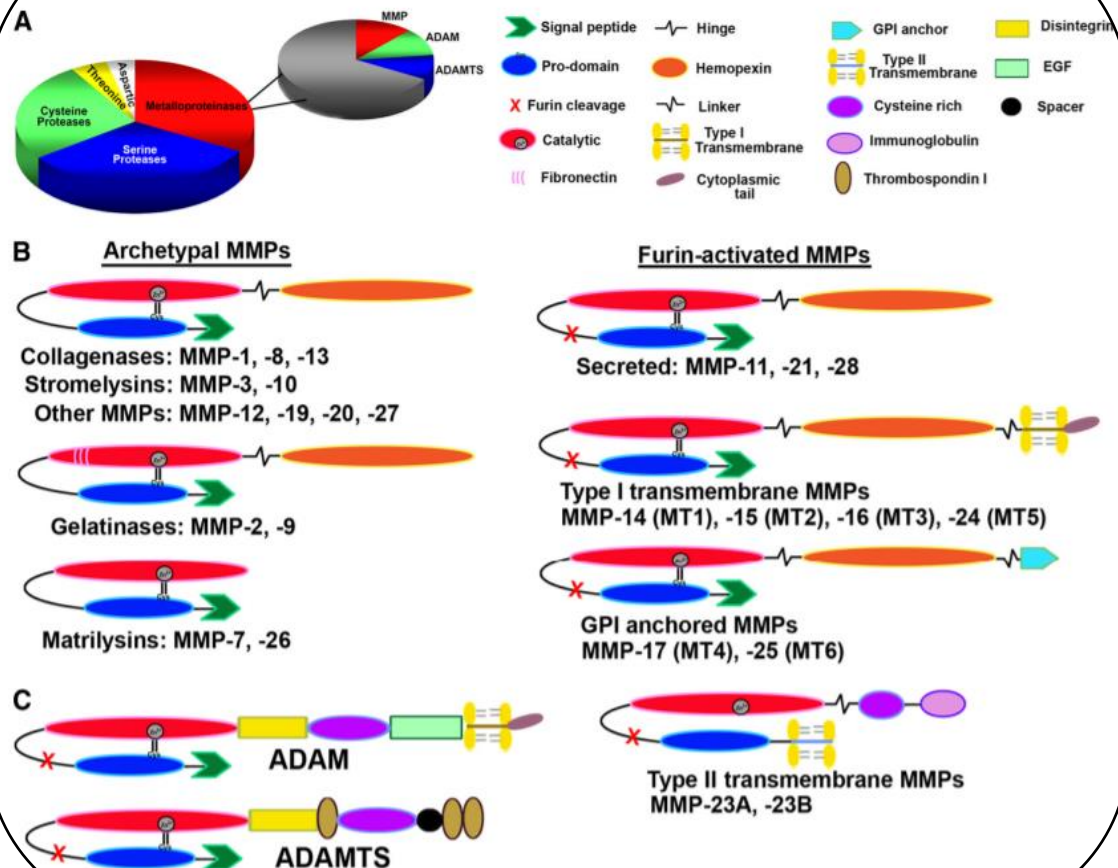 A
Metalloproteinases
Serine
Proteases
Cysteine
Proteases
Threonine
Aspartic
MMP
ADAM
ADAMTS
Signal peptide
Pro-domain
Furin cleavage
Catalytic
Fibronectin
Hinge
Hemopexin
Linker
Type I
Transmembrane
Cytoplasmic
tail
GPI anchor
Type II
Transmembrane
Cysteine rich
Immunoglobulin
Thrombospondin I
Disintegrin
EGF
Spacer
B
Archetypal MMPs
Collagenases: MMP-1, -8, -13
Stromelysins: MMP-3, -10
Other MMPs: MMP-12, -19, -20, -27
Gelatinases: MMP-2, -9
Matrilysins: MMP-7, -26
Furin-activated MMPs
Secreted: MMP-11, -21, -28
Type I transmembrane MMPs
MMP-14 (MT1), -15 (MT2), -16 (MT3), -24 (MT5)
GPI anchored MMPs
MMP-17 (MT4), -25 (MT6)
Type II transmembrane MMPs
MMP-23A, -23B
C
ADAM
ADAMTS